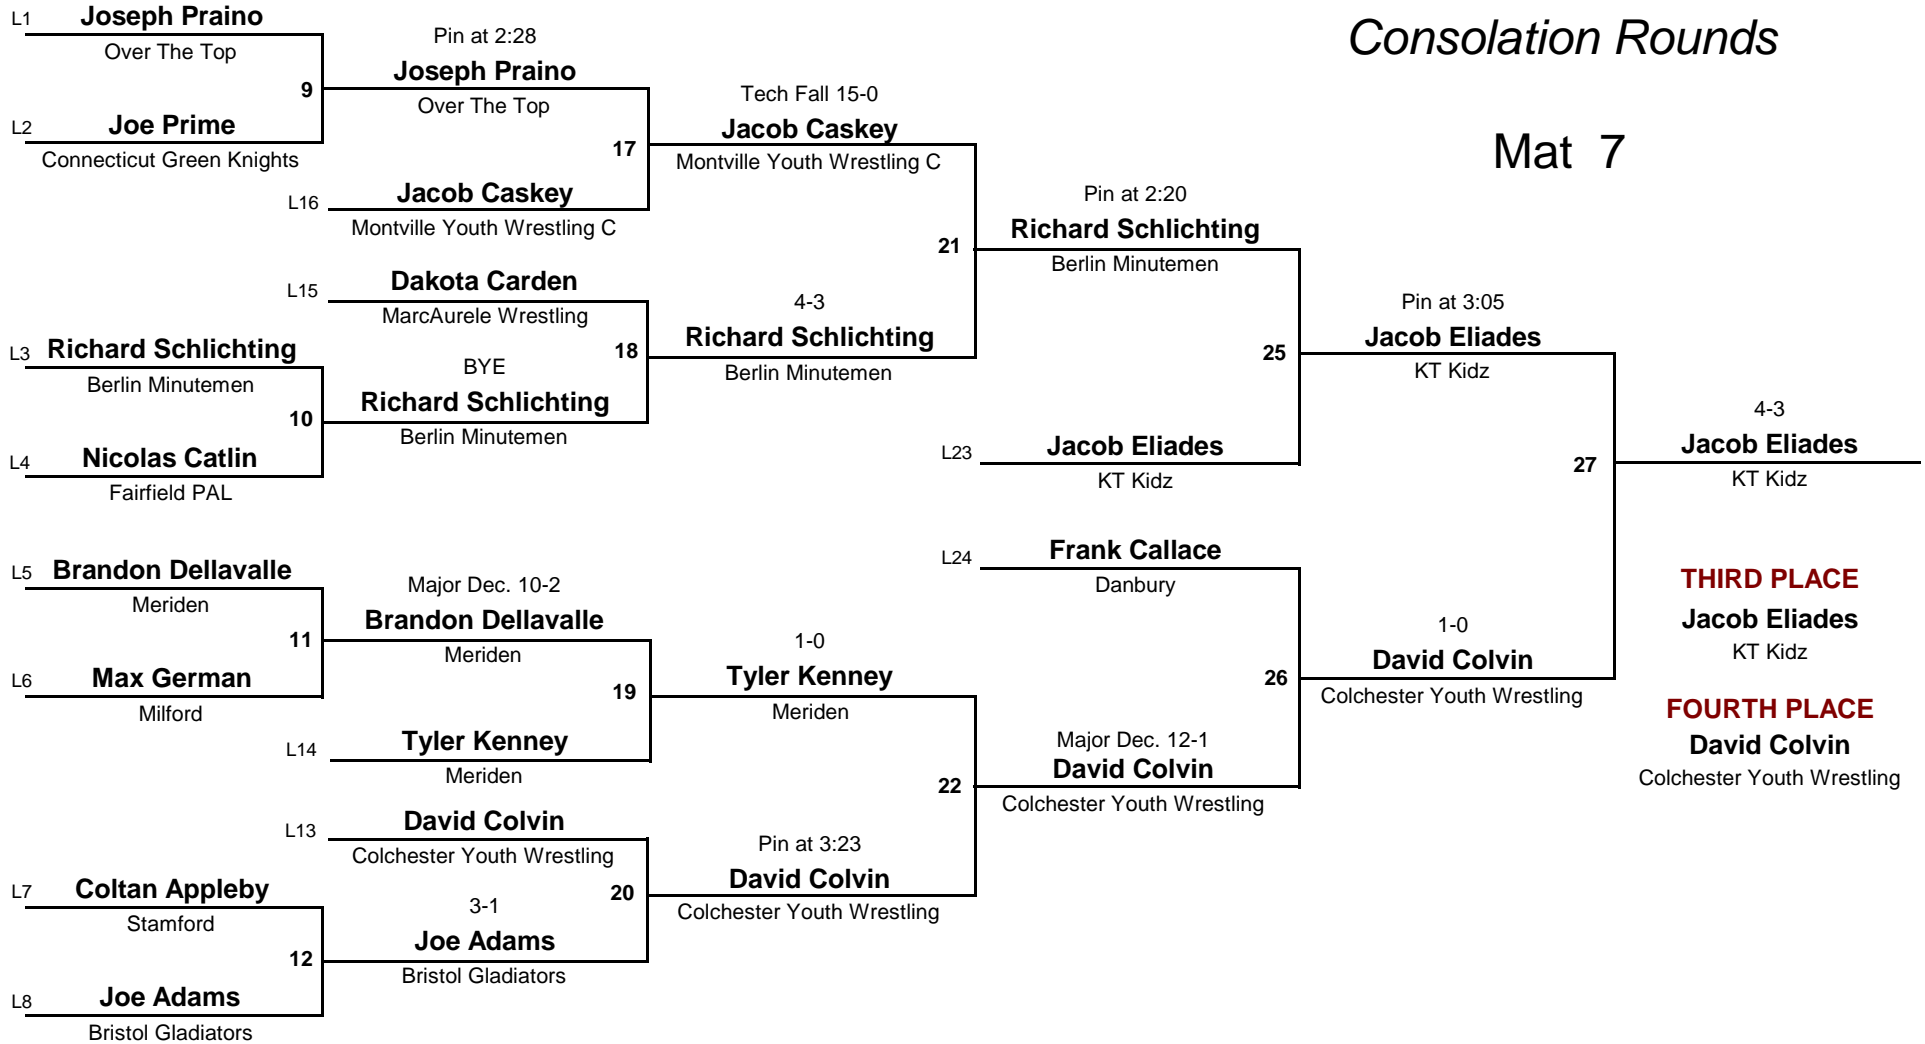 Consolation Rounds
Mat 7
L1 Joseph Praino
Over The Top
9
L2 Joe Prime
Connecticut Green Knights
L3 Richard Schlichting
Berlin Minutemen
10
L4 Nicolas Catlin
Fairfield PAL
L5 Brandon Dellavalle
Meriden
11
L6 Max German
Milford
L7 Coltan Appleby
Stamford
12
L8 Joe Adams
Bristol Gladiators
Pin at 2:28
Joseph Praino
Over The Top
17
L16 Jacob Caskey
Montville Youth Wrestling C
L15 Dakota Carden
MarcAurele Wrestling
18
BYE
Richard Schlichting
Berlin Minutemen
Major Dec. 10-2
Brandon Dellavalle
Meriden
19
L14 Tyler Kenney
Meriden
L13 David Colvin
Colchester Youth Wrestling
20
3-1
Joe Adams
Bristol Gladiators
Tech Fall 15-0
Jacob Caskey
Montville Youth Wrestling C
21
4-3
Richard Schlichting
Berlin Minutemen
1-0
Tyler Kenney
Meriden
22
Pin at 3:23
David Colvin
Colchester Youth Wrestling
Pin at 2:20
Richard Schlichting
Berlin Minutemen
25
L23 Jacob Eliades
KT Kidz
L24 Frank Callace
Danbury
26
Major Dec. 12-1
David Colvin
Colchester Youth Wrestling
Pin at 3:05
Jacob Eliades
KT Kidz
27
1-0
David Colvin
Colchester Youth Wrestling
4-3
Jacob Eliades
KT Kidz
THIRD PLACE
Jacob Eliades
KT Kidz
FOURTH PLACE
David Colvin
Colchester Youth Wrestling